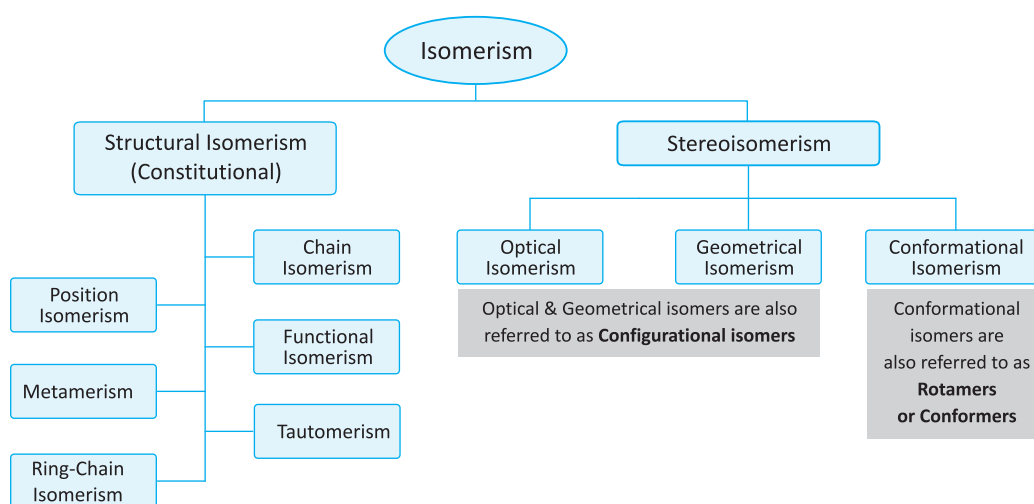 Isomerism
Structural Isomerism
(Constitutional)
Stereoisomerism
Chain
Isomerism
Position
Isomerism
Functional
Isomerism
Metamerism
Tautomerism
Ring-Chain
Isomerism
Optical
Isomerism
Geometrical
Isomerism
Conformational
Isomerism
Optical & Geometrical isomers are also
referred to as Configurational isomers
Conformational
isomers are
also referred to as
Rotamers
or Conformers